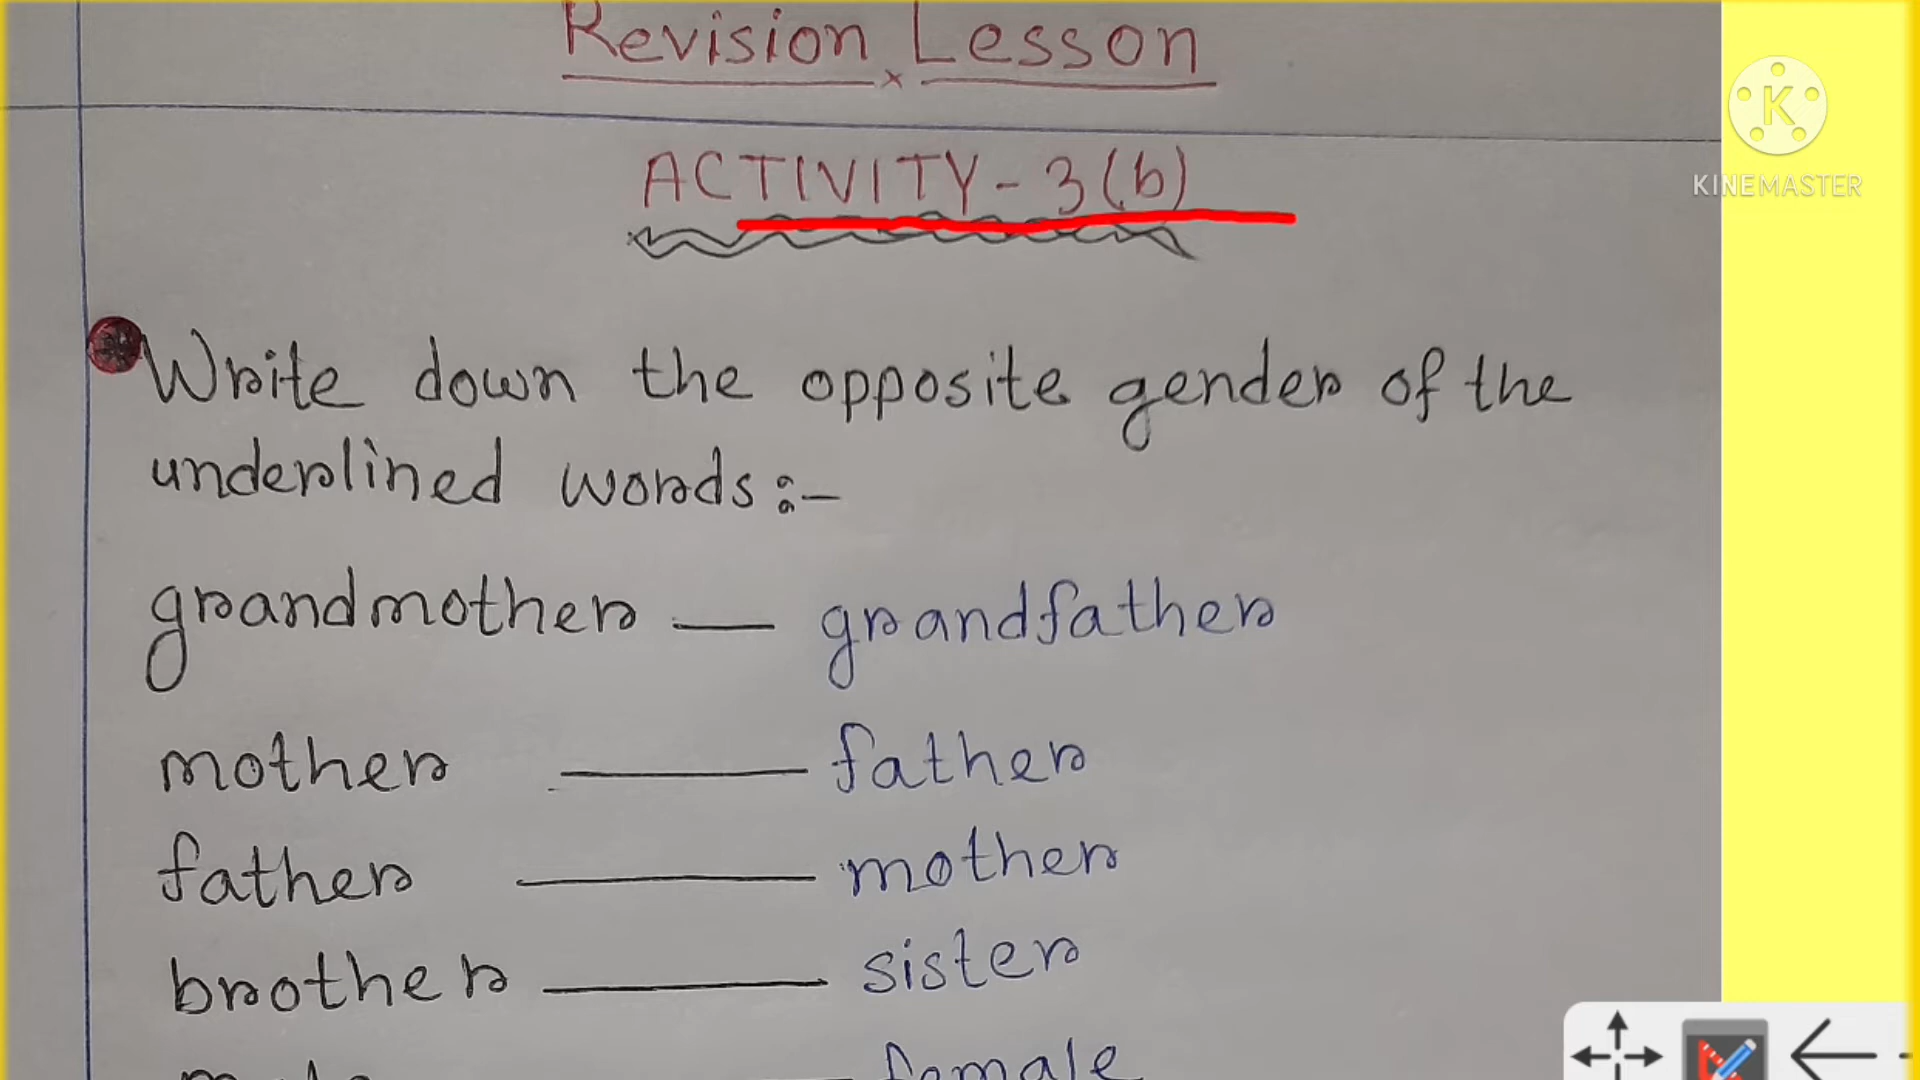 Revision Lesson
ACTIVITY - 3(b)
KINEMASTER
Write down the opposite gender of the
underlined words :-
grandmother — grandfather
mother — father
father — mother
brother — sister
female